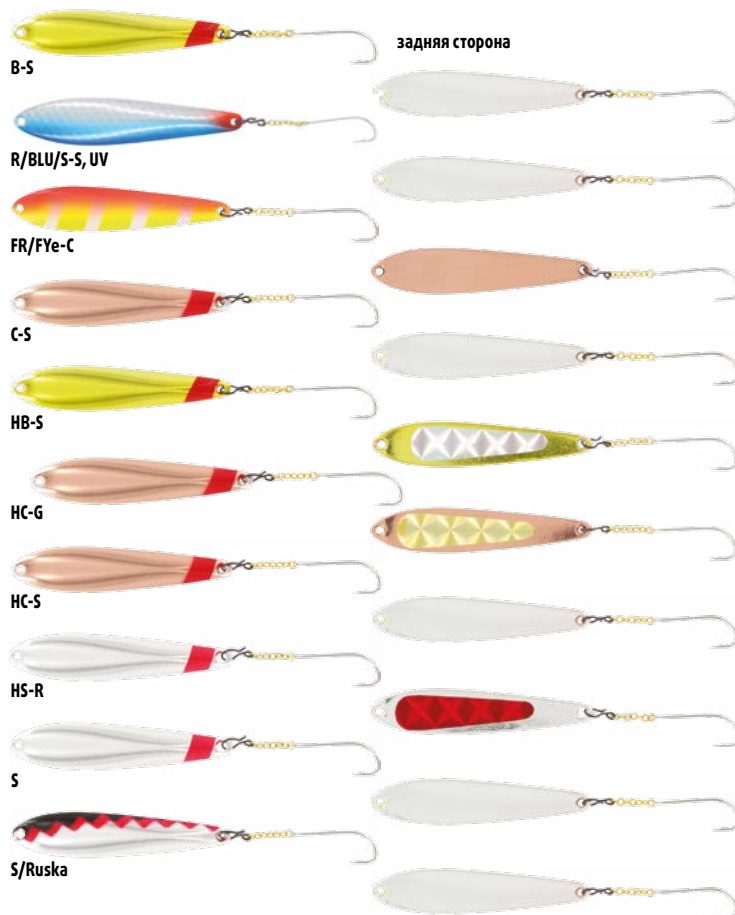 задняя сторона
B-S
R/BLU/S-S, UV
FR/FYe-C
C-S
HB-S
HC-G
HC-S
HS-R
S
S/Ruska